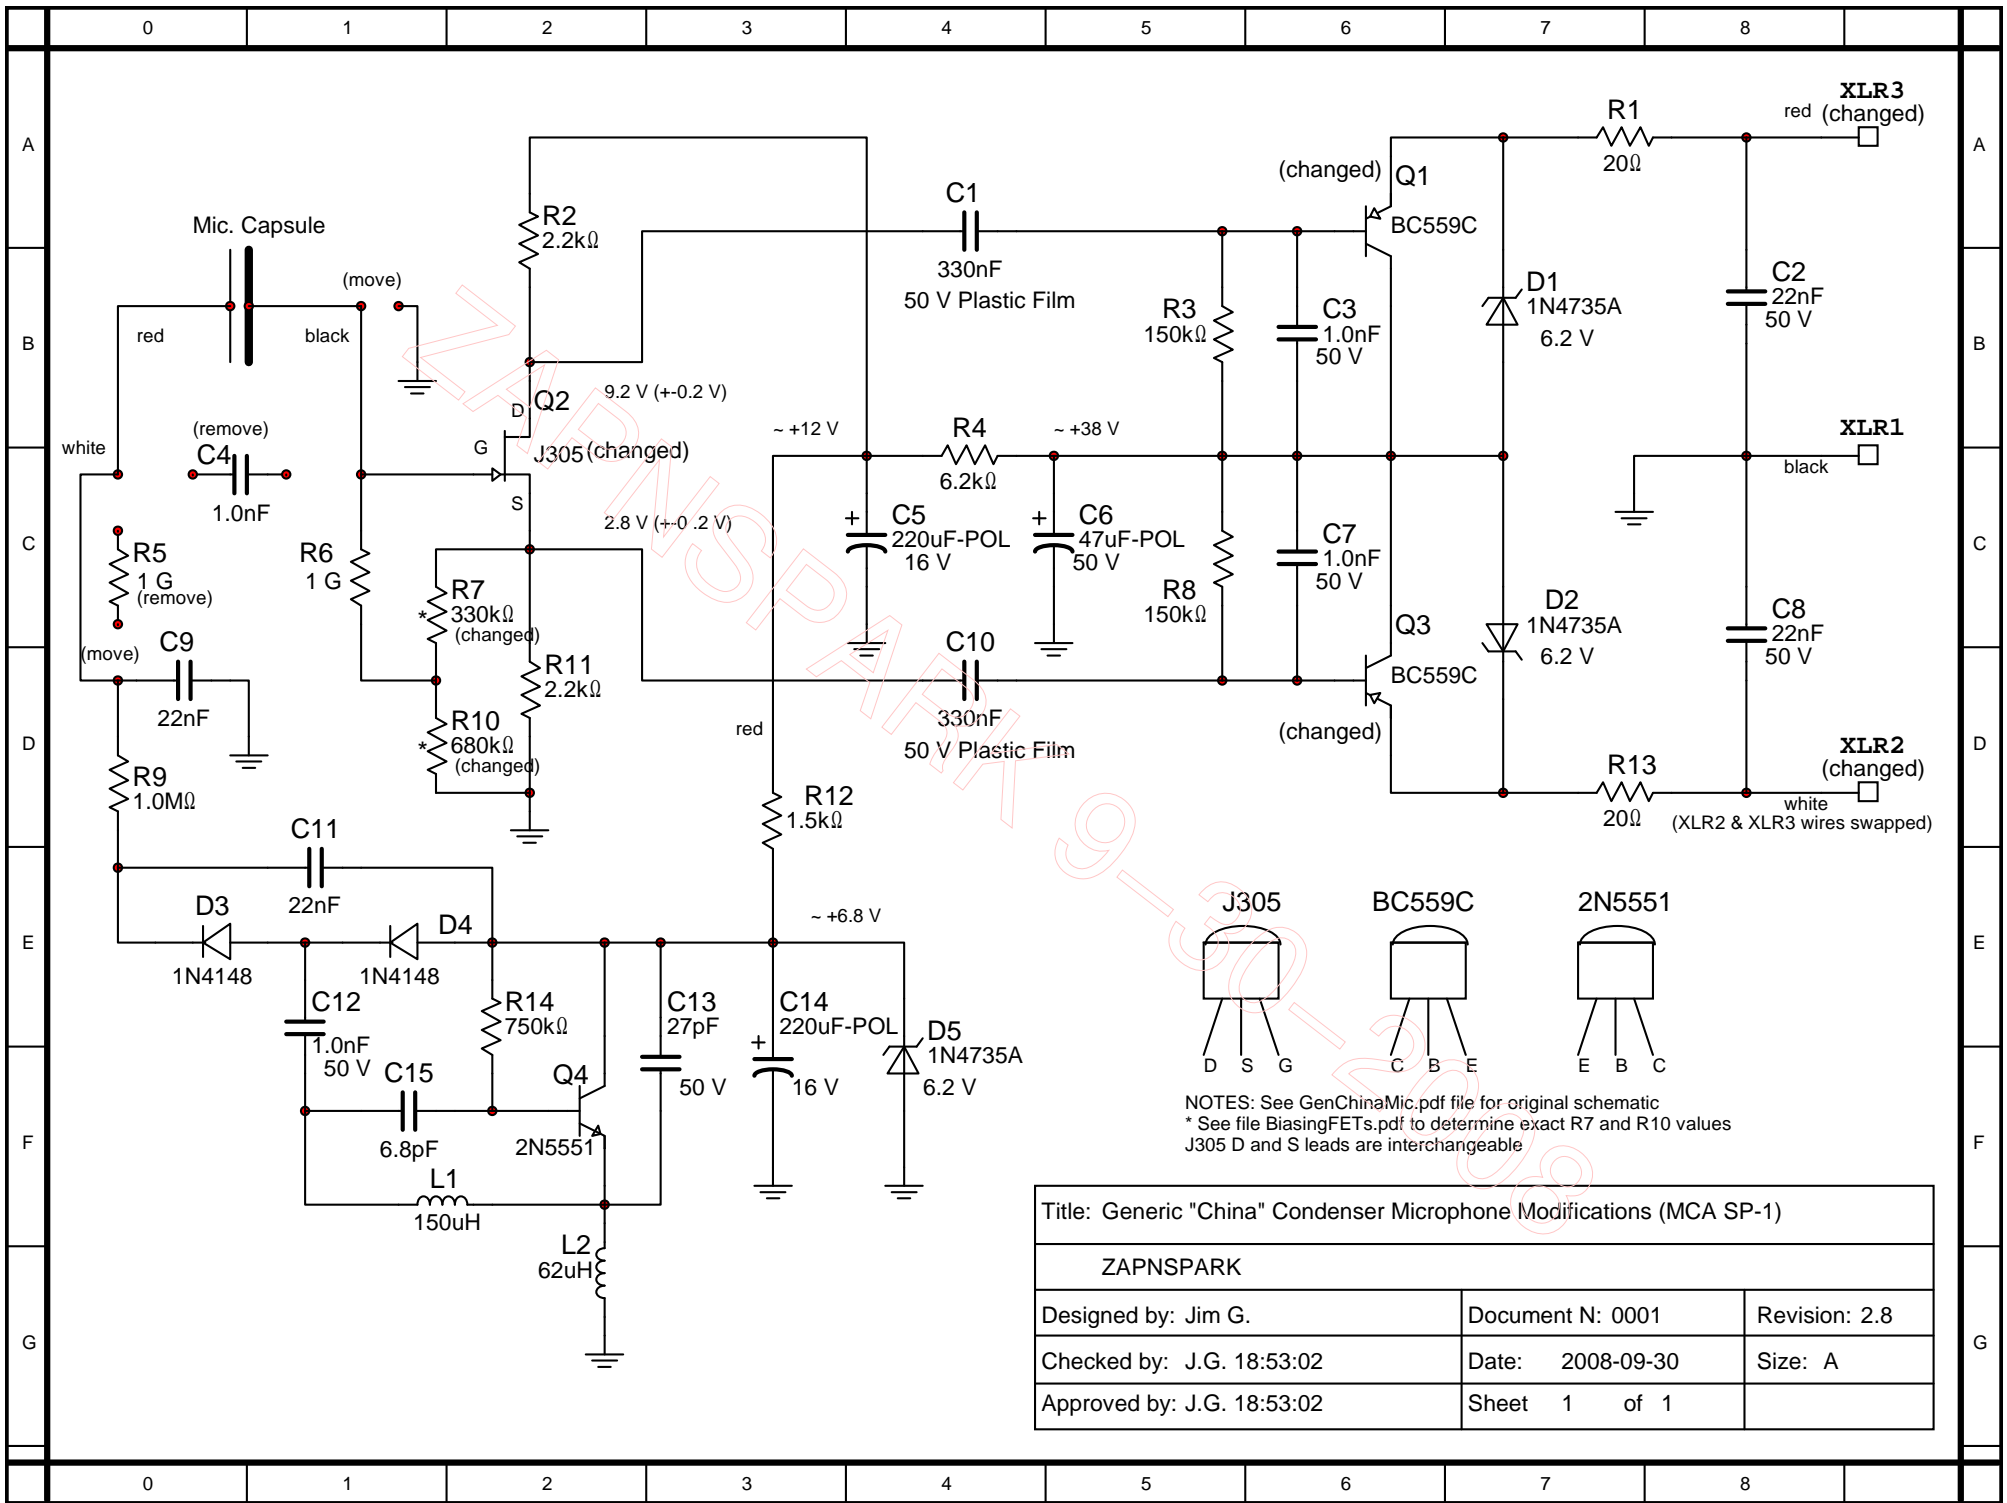 0 1 2 3 4 5 6 7 8
A
B
C
D
E
F
G
A
B
C
D
E
F
G
0 1 2 3 4 5 6 7 8
XLR3
red (changed)
R1
20Ω
(changed) Q1
BC559C
C1
330nF
50 V Plastic Film
R2
2.2kΩ
Mic. Capsule
(move)
red
black
D1
1N4735A
6.2 V
C2
22nF
50 V
R3
150kΩ
C3
1.0nF
50 V
9.2 V (+-0.2 V)
D Q2
G
J305 (changed)
S
2.8 V (+-0 .2 V)
(remove)
C4
1.0nF
white
~ +12 V
R4
6.2kΩ
~ +38 V
XLR1
black
R5
1 G
(remove)
R6
1 G
(move)
C9
22nF
R7
* 330kΩ
(changed)
R11
2.2kΩ
R10
* 680kΩ
(changed)
+ C5
220uF-POL
16 V
+ C6
47uF-POL
50 V
R8
150kΩ
C7
1.0nF
50 V
D2
1N4735A
6.2 V
C8
22nF
50 V
C10
330nF
50 V Plastic Film
Q3
BC559C
(changed)
R13
20Ω
XLR2
(changed)
white
(XLR2 & XLR3 wires swapped)
red
R12
1.5kΩ
R9
1.0MΩ
C11
22nF
D3
1N4148
D4
1N4148
~ +6.8 V
C12
1.0nF
50 V
R14
750kΩ
C13
27pF
50 V
C14
220uF-POL
+
16 V
D5
1N4735A
6.2 V
C15
6.8pF
Q4
2N5551
L1
150uH
L2
62uH
J305 BC559C 2N5551
D S G C B E E B C
NOTES: See GenChinaMic.pdf file for original schematic
* See file BiasingFETs.pdf to determine exact R7 and R10 values
J305 D and S leads are interchangeable
ZAPNSPARK 9-30-2008
Title: Generic "China" Condenser Microphone Modifications (MCA SP-1)
ZAPNSPARK
Designed by: Jim G. Document N: 0001 Revision: 2.8
Checked by: J.G. 18:53:02 Date: 2008-09-30 Size: A
Approved by: J.G. 18:53:02 Sheet 1 of 1